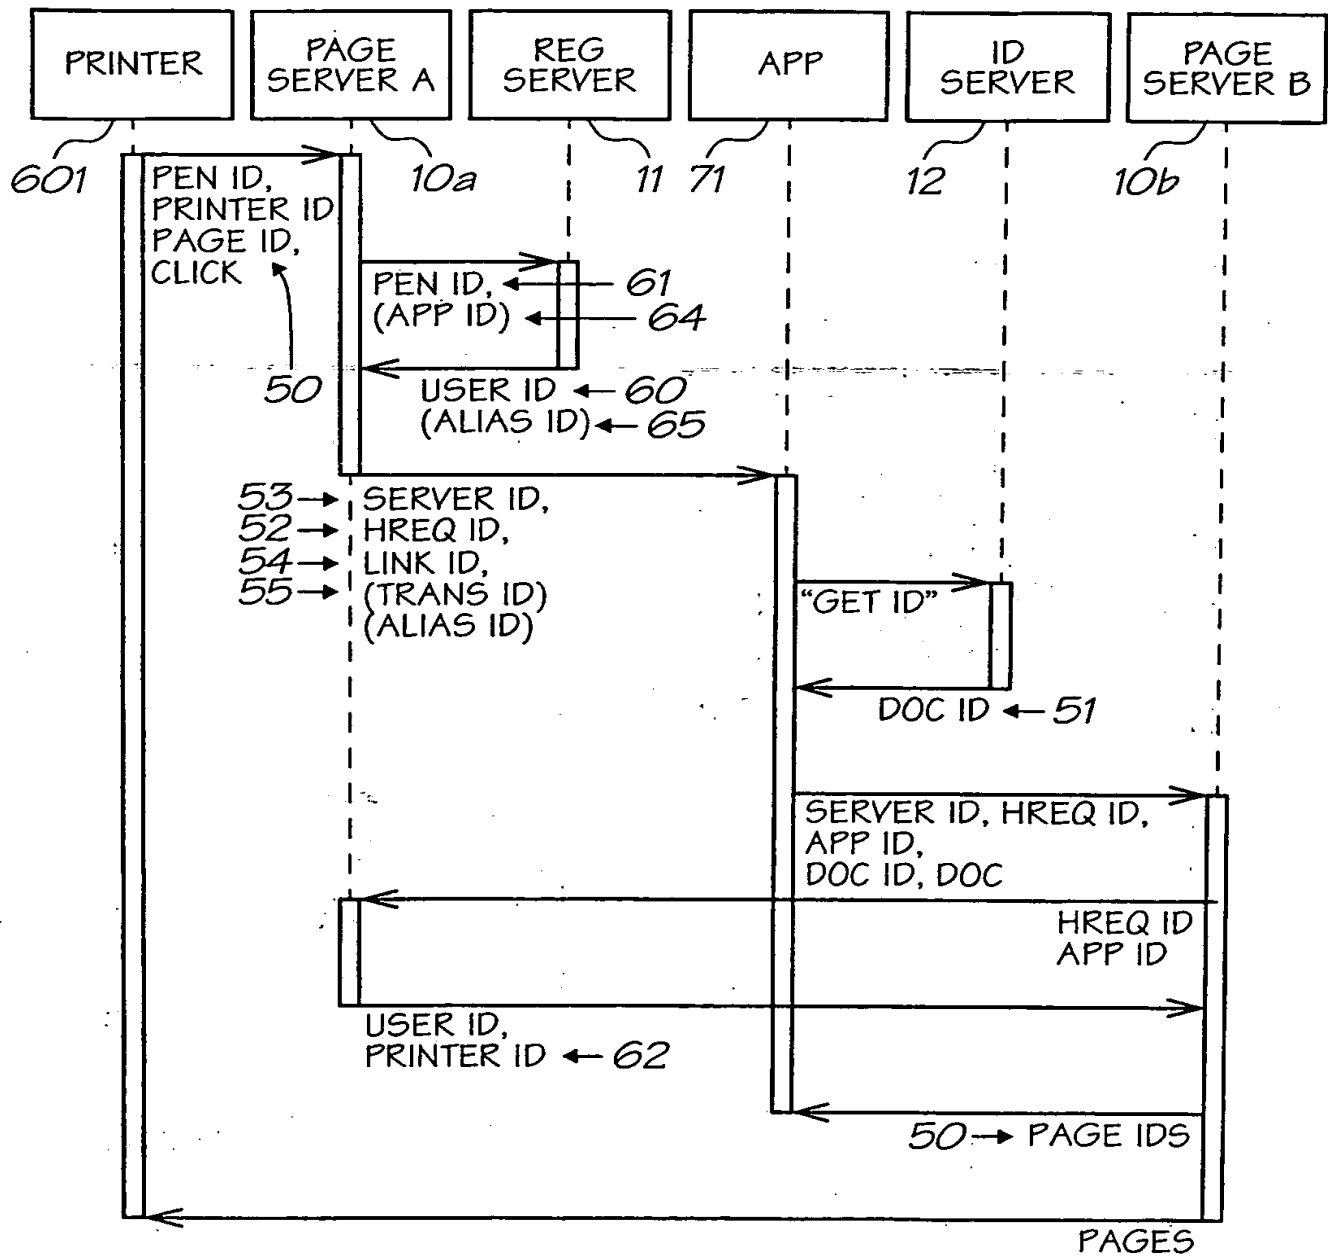 PRINTER
PAGE
SERVER A
REG
SERVER
APP
ID
SERVER
PAGE
SERVER B
601
10a
11
71
12
10b
PEN ID,
PRINTER ID
PAGE ID,
CLICK
50
PEN ID,
61
(APP ID)
64
USER ID
60
(ALIAS ID)
65
53
SERVER ID,
52
HREQ ID,
54
LINK ID,
55
(TRANS ID)
(ALIAS ID)
"GET ID"
DOC ID
51
SERVER ID, HREQ ID,
APP ID,
DOC ID, DOC
HREQ ID
APP ID
USER ID,
PRINTER ID
62
50
PAGE IDS
PAGES